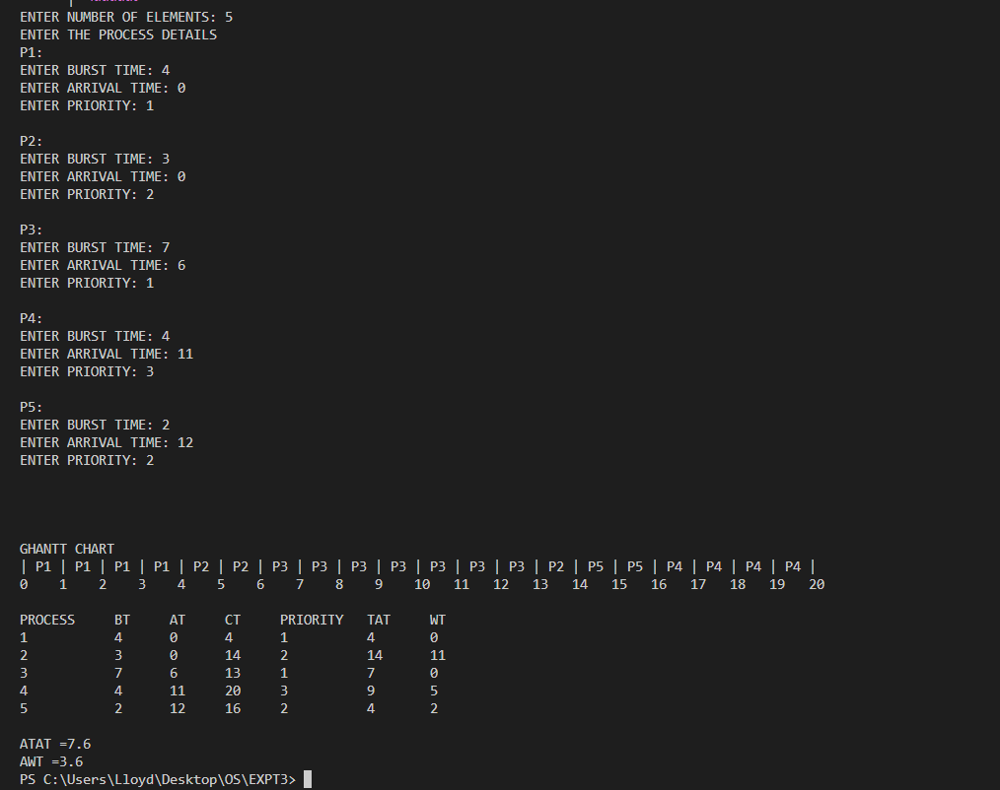 ENTER NUMBER OF ELEMENTS: 5
ENTER THE PROCESS DETAILS
P1:
ENTER BURST TIME: 4
ENTER ARRIVAL TIME: 0
ENTER PRIORITY: 1
P2:
ENTER BURST TIME: 3
ENTER ARRIVAL TIME: 0
ENTER PRIORITY: 2
P3:
ENTER BURST TIME: 7
ENTER ARRIVAL TIME: 6
ENTER PRIORITY: 1
P4:
ENTER BURST TIME: 4
ENTER ARRIVAL TIME: 11
ENTER PRIORITY: 3
P5:
ENTER BURST TIME: 2
ENTER ARRIVAL TIME: 12
ENTER PRIORITY: 2
GHANTT CHART
| P1 | P1 | P1 | P1 | P2 | P2 | P3 | P3 | P3 | P3 | P3 | P3 | P3 | P2 | P5 | P5 | P4 | P4 | P4 | P4 |
0 1 2 3 4 5 6 7 8 9 10 11 12 13 14 15 16 17 18 19 20
PROCESS BT AT CT PRIORITY TAT WT
1 4 0 4 1 4 0
2 3 0 14 2 14 11
3 7 6 13 1 7 0
4 4 11 20 3 9 5
5 2 12 16 2 4 2
ATAT =7.6
AWT =3.6
PS C:\Users\Lloyd\Desktop\OS\EXPT3>